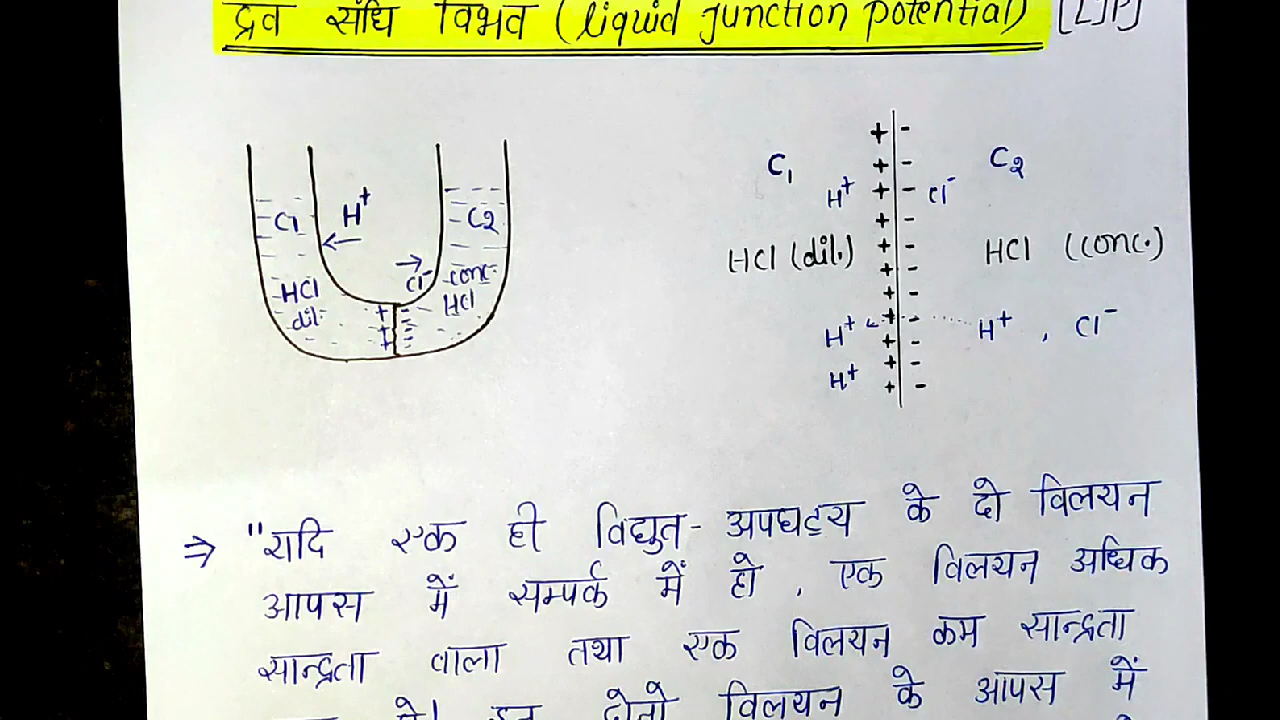 द्रव संधि विभव (liquid junction potential) [LJP]
C1 H+ C2
HCl dil. Cl- conc. HCl
C1 C2
H+ Cl-
HCl (dil.) HCl (conc.)
H+ H+ , Cl-
H+
⇒ "यदि एक ही विद्युत-अपघट्य के दो विलयन
आपस में सम्पर्क में हो , एक विलयन अधिक
सान्द्रता वाला तथा एक विलयन कम सान्द्रता
इन दोनो विलयन के आपस में